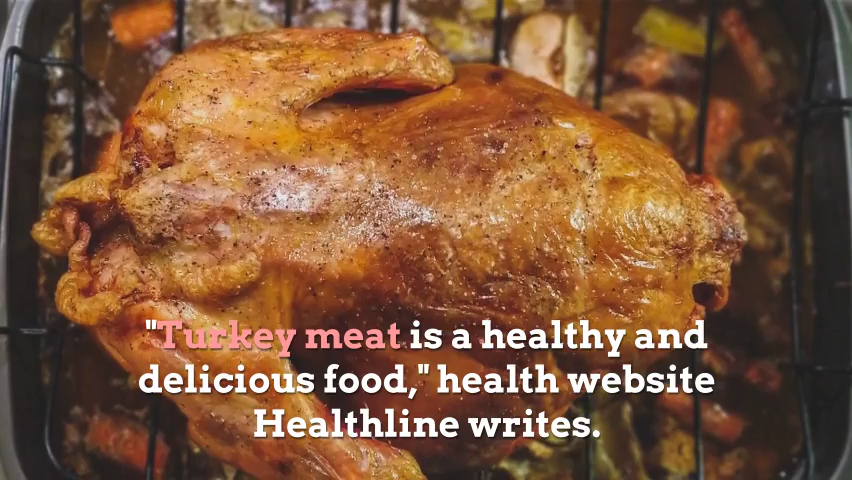 "Turkey meat is a healthy and
delicious food," health website
Healthline writes.